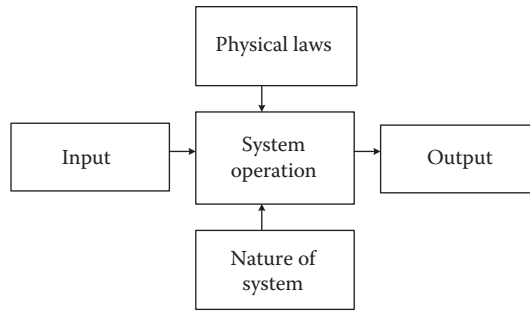 Physical laws
Input
System
operation
Output
Nature of
system